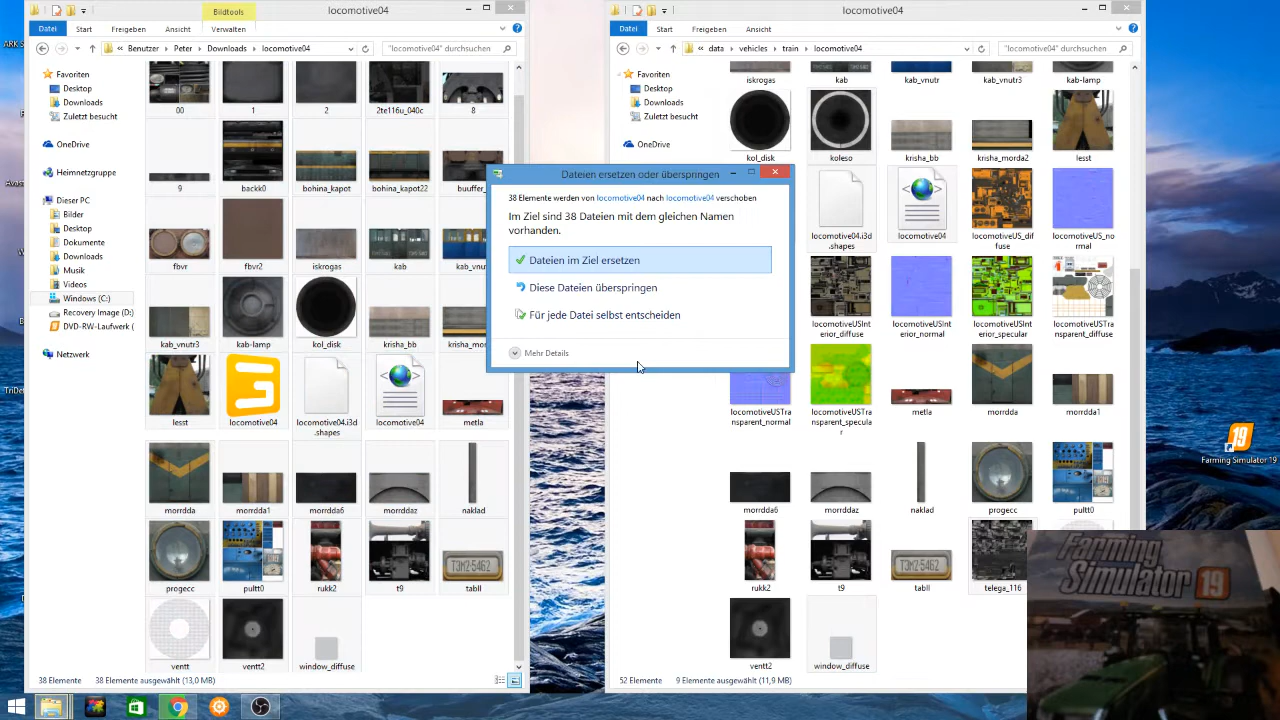 locomotive04
Bildtools
Datei
Start
Freigeben
Ansicht
Verwalten
Benutzer
Peter
Downloads
locomotive04
"locomotive04" durchsuchen
Favoriten
Desktop
Downloads
Zuletzt besucht
OneDrive
Heimnetzgruppe
Dieser PC
Bilder
Desktop
Dokumente
Downloads
Musik
Videos
Windows (C:)
Recovery Image (D:)
DVD-RW-Laufwerk (
Netzwerk
00
1
2
2te116u_040c
8
9
backk0
bohina_kapot
bohina_kapot22
buuffer_
fbvr
fbvr2
iskrogas
kab
kab_vnut
kab_vnutr3
kab-lamp
kol_disk
krisha_bb
krisha_mor
lesst
locomotive04
locomotive04.i3d
.shapes
locomotive04
metla
morrdda
morrdda1
morrdda6
morrddaz
naklad
progecc
pultt0
rukk2
t9
tabll
ventt
ventt2
window_diffuse
38 Elemente
38 Elemente ausgewählt (13,0 MB)
Dateien ersetzen oder überspringen
38 Elemente werden von locomotive04 nach locomotive04 verschoben
Im Ziel sind 38 Dateien mit dem gleichen Namen
vorhanden.
Dateien im Ziel ersetzen
Diese Dateien überspringen
Für jede Datei selbst entscheiden
Mehr Details
locomotive04
Datei
Start
Freigeben
Ansicht
data
vehicles
train
locomotive04
"locomotive04" durchsuchen
Favoriten
Desktop
Downloads
Zuletzt besucht
OneDrive
iskrogas
kab
kab_vnutr
kab_vnutr3
kab-lamp
kol_disk
koleso
krisha_bb
krisha_morda2
lesst
locomotive04.i3d
.shapes
locomotive04
locomotiveUS_dif
fuse
locomotiveUS_no
rmal
locomotiveUSInt
erior_diffuse
locomotiveUSInt
erior_normal
locomotiveUSInt
erior_specular
locomotiveUSTra
nsparent_diffuse
locomotiveUSTra
nsparent_normal
locomotiveUSTra
nsparent_specula
r
metla
morrdda
morrdda1
morrdda6
morrddaz
naklad
progecc
pultt0
rukk2
t9
tabll
telega_116
ventt2
window_diffuse
52 Elemente
9 Elemente ausgewählt (11,9 MB)
Farming Simulator 19
Farming
Simulator 19